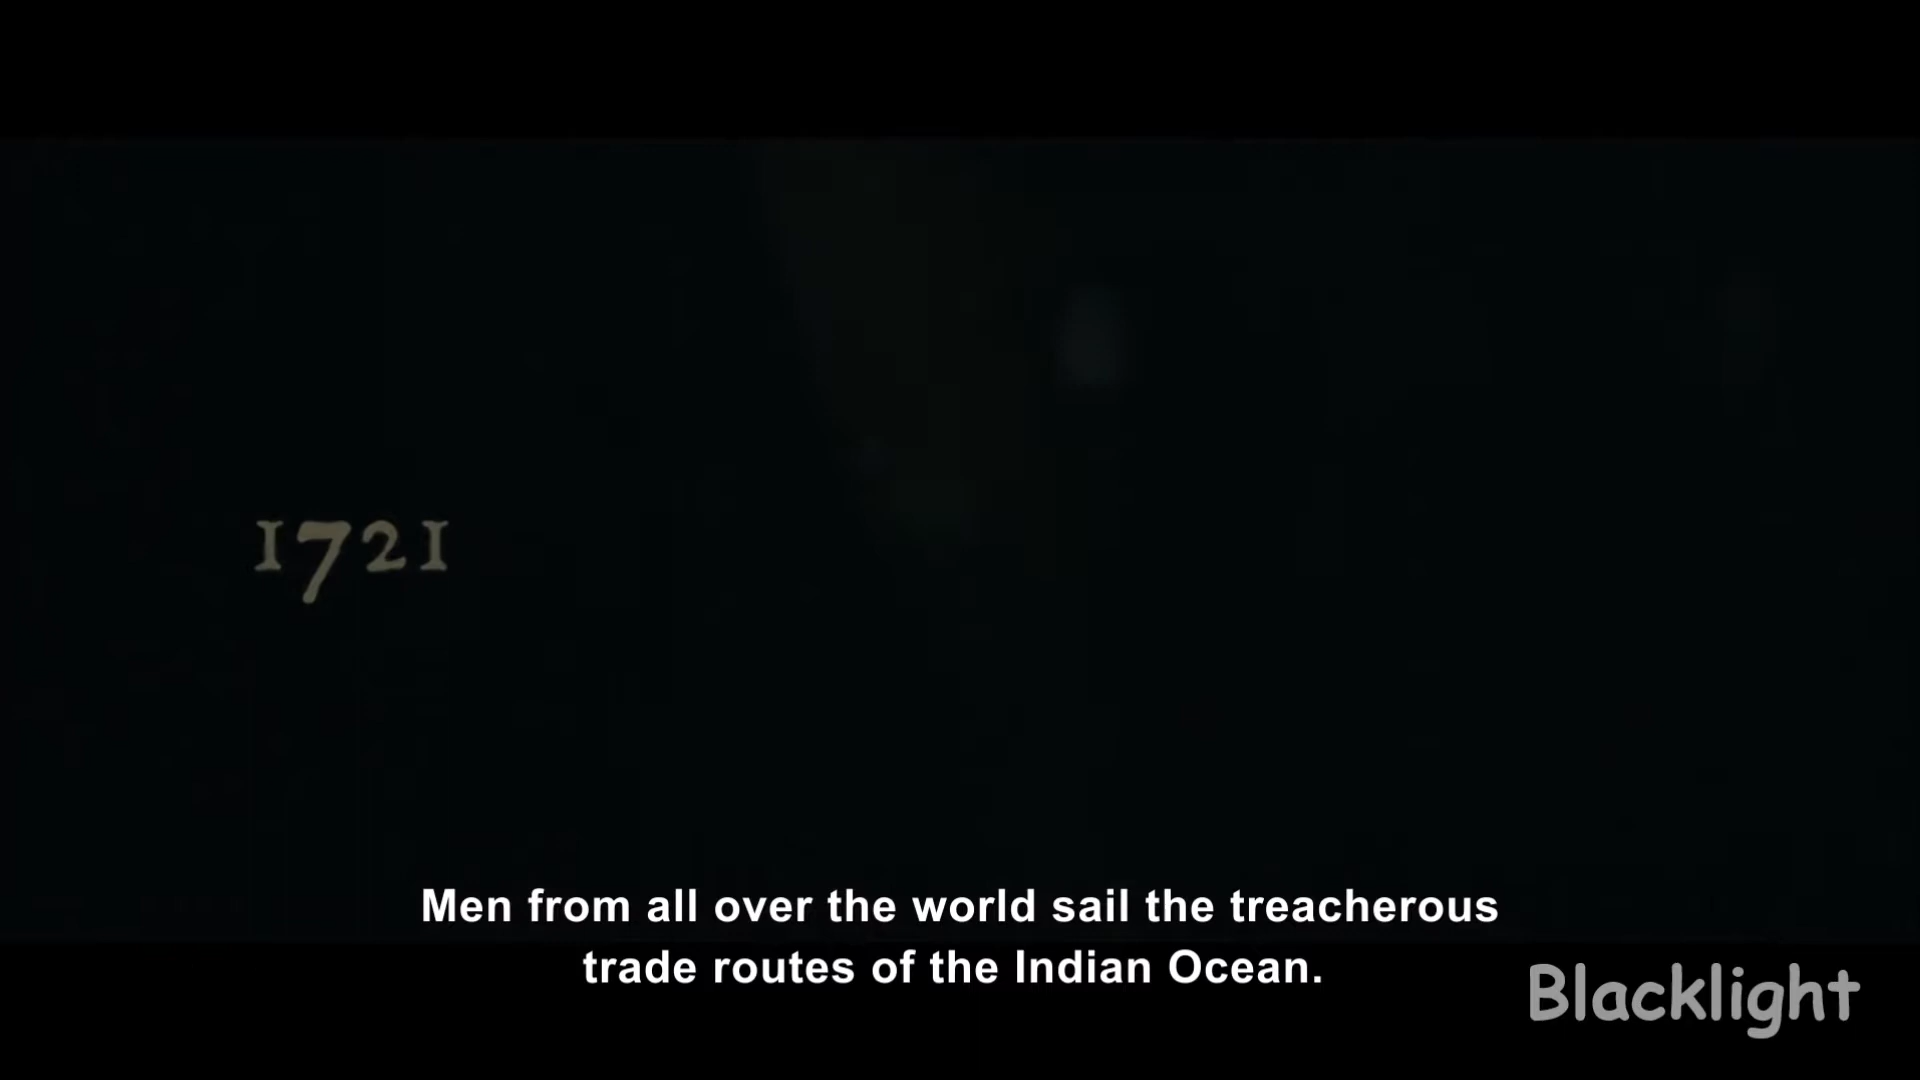 1721
Men from all over the world sail the treacherous
trade routes of the Indian Ocean.
Blacklight